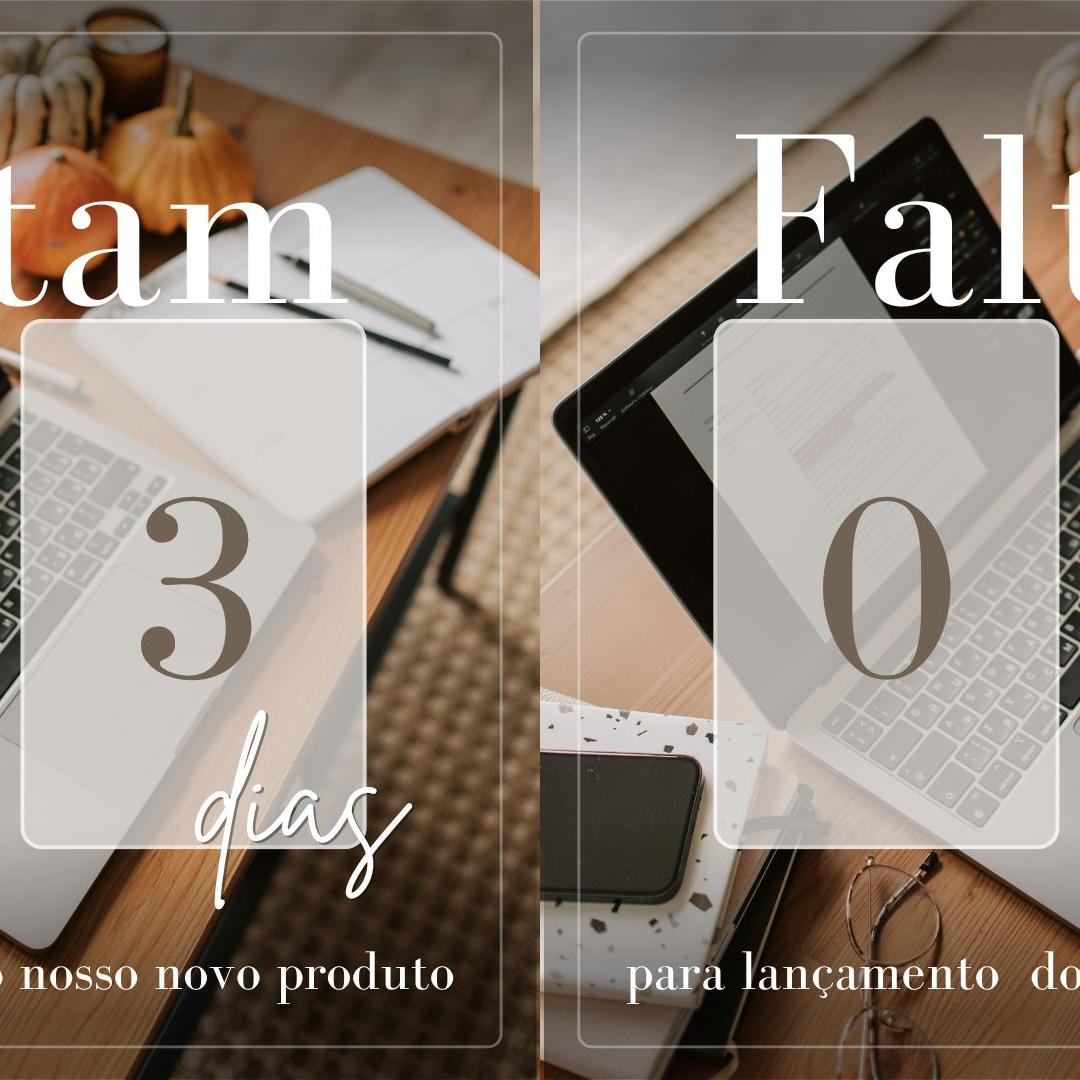 tam
3
dias
o nosso novo produto
Falt
0
para lançamento do